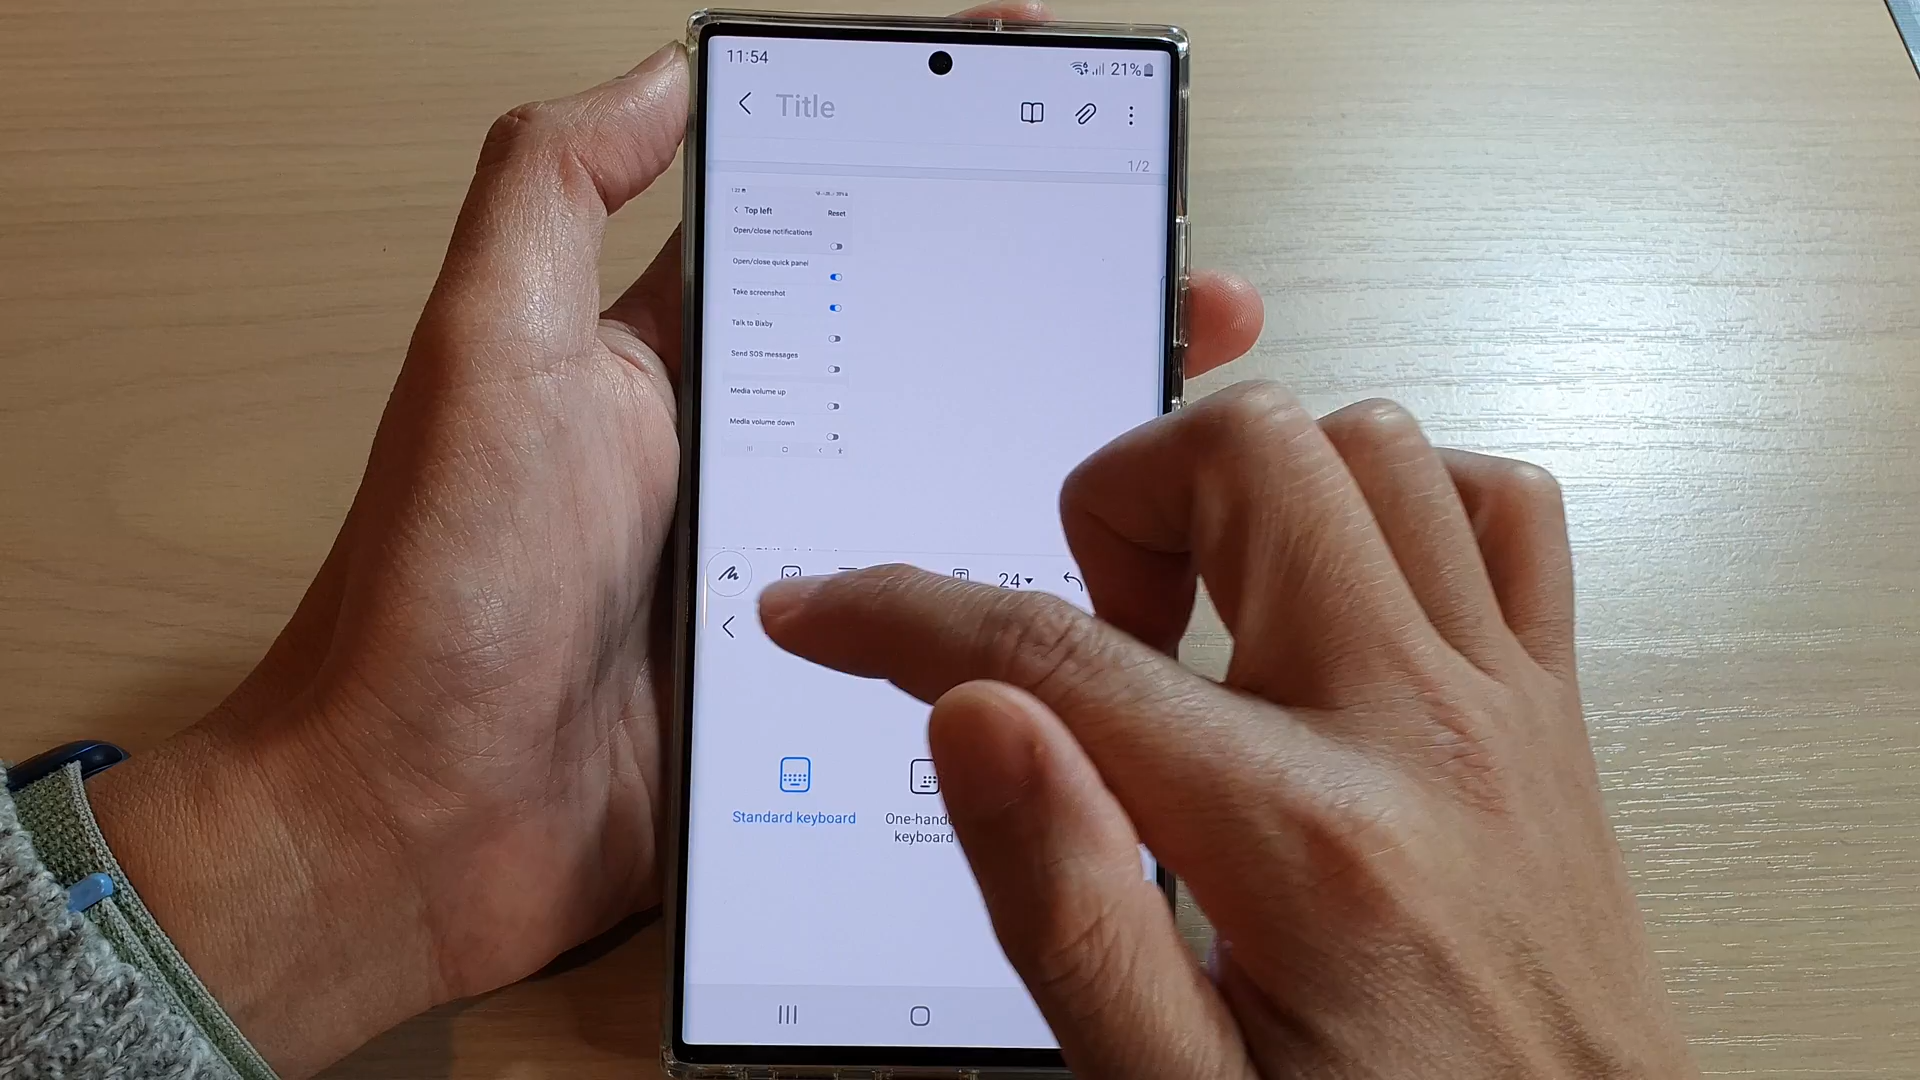 11:54
21%
Title
1/2
Top left
Reset
Open/close notifications
Open/close quick panel
Take screenshot
Talk to Bixby
Send SOS messages
Media volume up
Media volume down
24
Standard keyboard
One-hande
keyboard